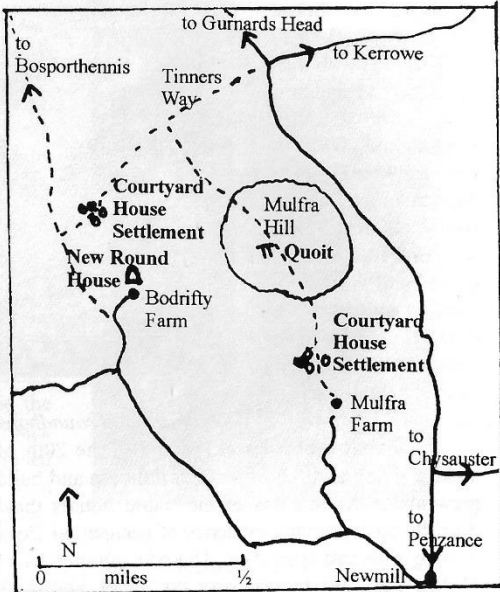 to Gurnards Head
to
Bosporthennis
to Kerrowe
Tinners
Way
Courtyard
House
Settlement
Mulfra
Hill
Quoit
New Round
House
Bodrifty
Farm
Courtyard
House
Settlement
Mulfra
Farm
to
Chysauster
to
Penzance
Newmill
N
0 miles ½